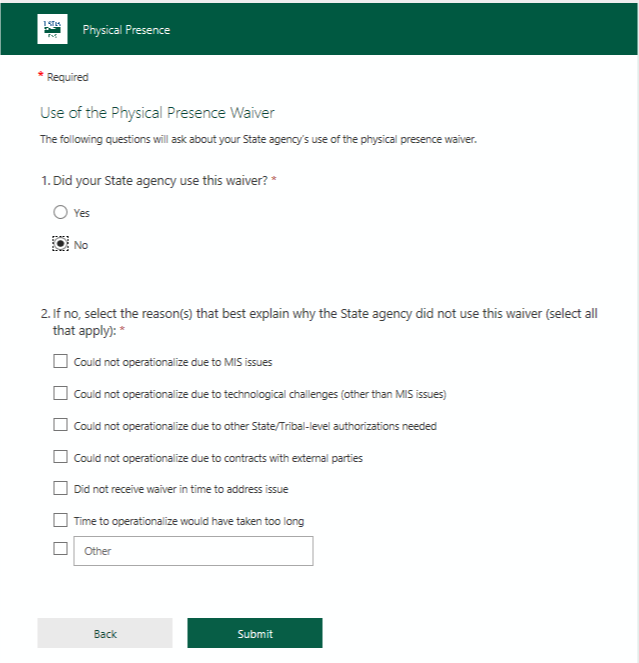 Physical Presence
* Required
Use of the Physical Presence Waiver
The following questions will ask about your State agency's use of the physical presence waiver.
1. Did your State agency use this waiver? *
Yes
No
2. If no, select the reason(s) that best explain why the State agency did not use this waiver (select all
that apply): *
Could not operationalize due to MIS issues
Could not operationalize due to technological challenges (other than MIS issues)
Could not operationalize due to other State/Tribal-level authorizations needed
Could not operationalize due to contracts with external parties
Did not receive waiver in time to address issue
Time to operationalize would have taken too long
Other
Back
Submit